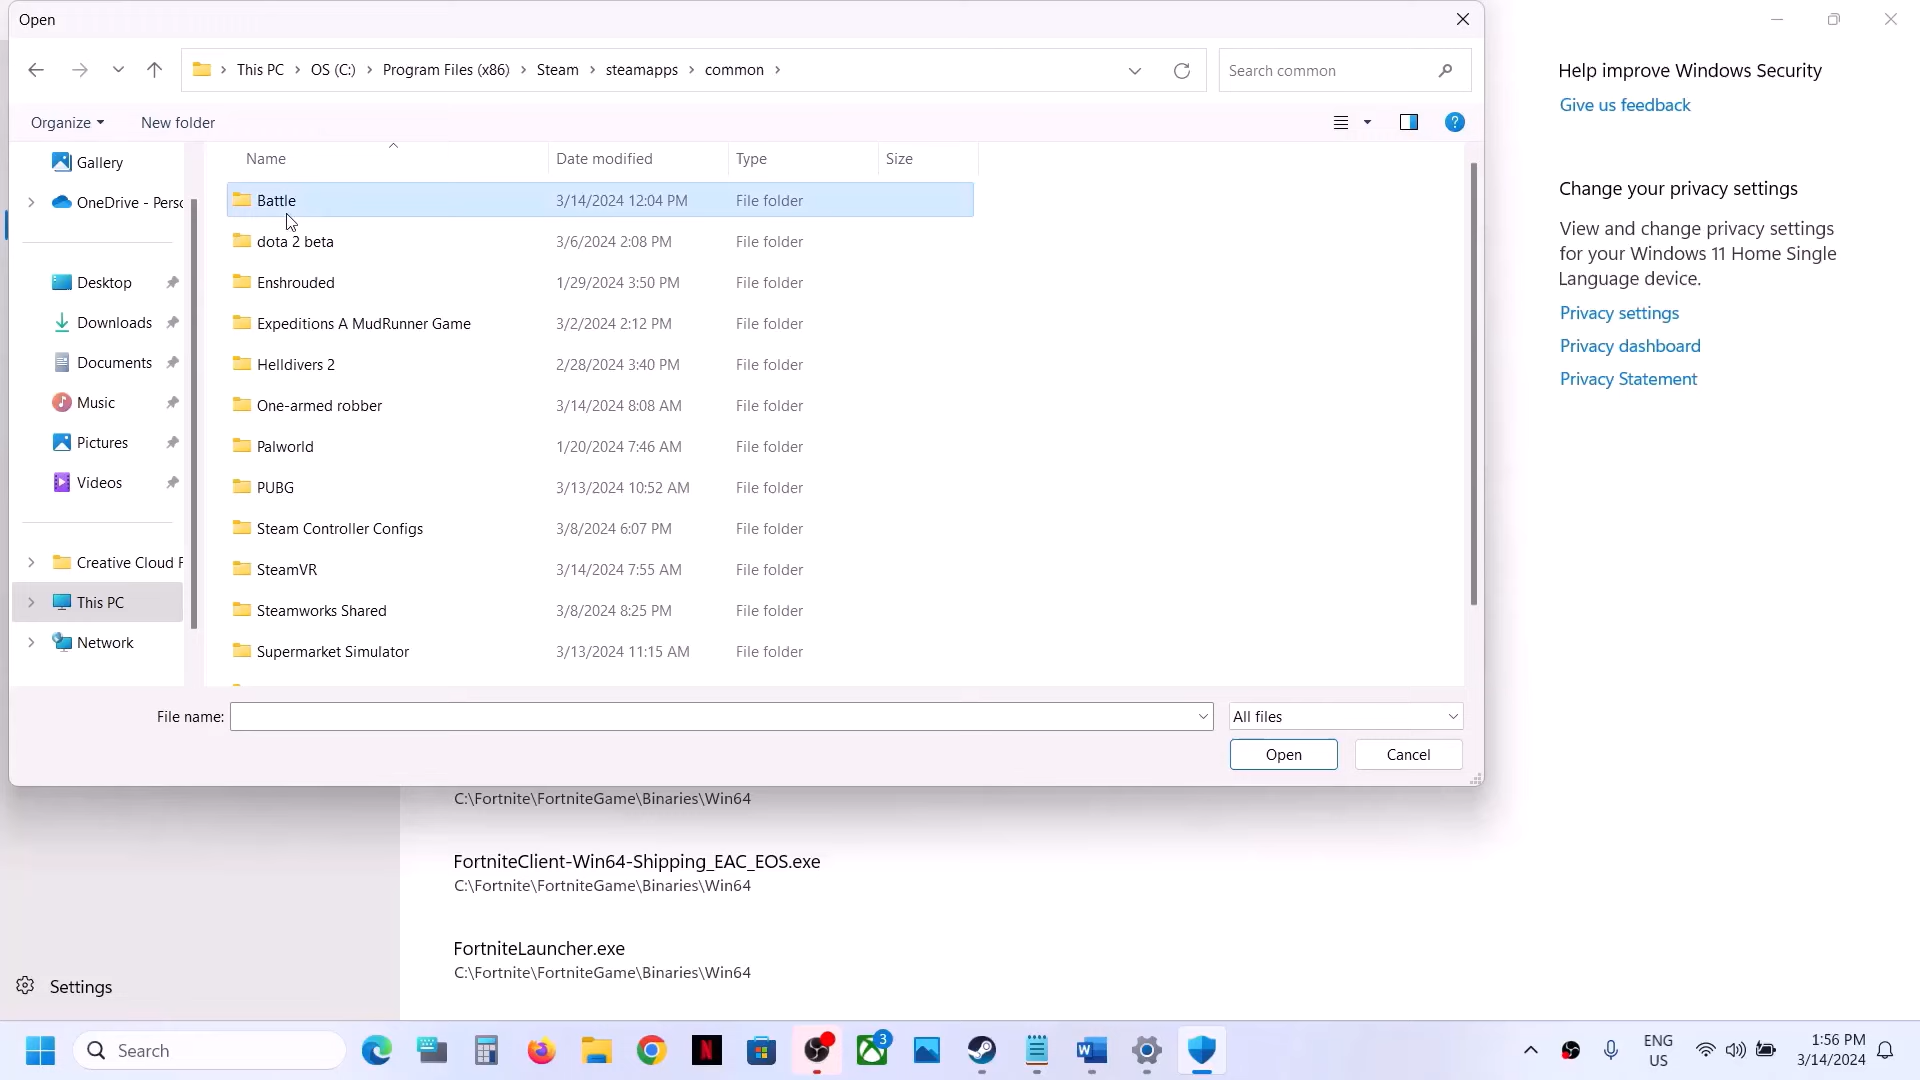 Open
This PC > OS (C:) > Program Files (x86) > Steam > steamapps > common >
Search common
Organize
New folder
Gallery
OneDrive - Perso
Desktop
Downloads
Documents
Music
Pictures
Videos
Creative Cloud F
This PC
Network
Name Date modified Type Size
Battle 3/14/2024 12:04 PM File folder
dota 2 beta 3/6/2024 2:08 PM File folder
Enshrouded 1/29/2024 3:50 PM File folder
Expeditions A MudRunner Game 3/2/2024 2:12 PM File folder
Helldivers 2 2/28/2024 3:40 PM File folder
One-armed robber 3/14/2024 8:08 AM File folder
Palworld 1/20/2024 7:46 AM File folder
PUBG 3/13/2024 10:52 AM File folder
Steam Controller Configs 3/8/2024 6:07 PM File folder
SteamVR 3/14/2024 7:55 AM File folder
Steamworks Shared 3/8/2024 8:25 PM File folder
Supermarket Simulator 3/13/2024 11:15 AM File folder
File name:
All files
Open
Cancel
Help improve Windows Security
Give us feedback
Change your privacy settings
View and change privacy settings
for your Windows 11 Home Single
Language device.
Privacy settings
Privacy dashboard
Privacy Statement
C:\Fortnite\FortniteGame\Binaries\Win64
FortniteClient-Win64-Shipping_EAC_EOS.exe
C:\Fortnite\FortniteGame\Binaries\Win64
FortniteLauncher.exe
C:\Fortnite\FortniteGame\Binaries\Win64
Settings
Search
3
ENG
US
1:56 PM
3/14/2024